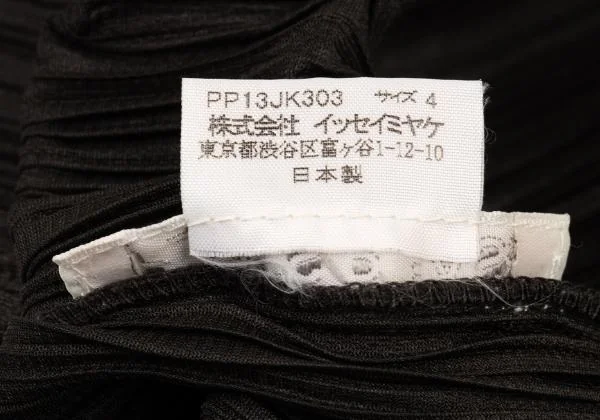 PP13JK303 サイズ 4
株式会社 イッセイミヤケ
東京都渋谷区富ヶ谷1-12-10
日本製